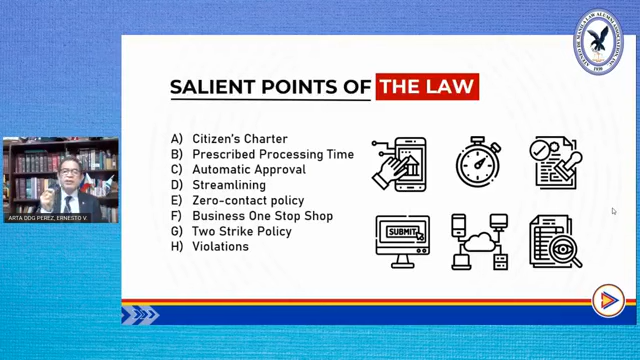 SALIENT POINTS OF THE LAW
A) Citizen's Charter
B) Prescribed Processing Time
C) Automatic Approval
D) Streamlining
E) Zero-contact policy
F) Business One Stop Shop
G) Two Strike Policy
H) Violations
SUBMIT
ARTA DDG PEREZ, ERNESTO V.